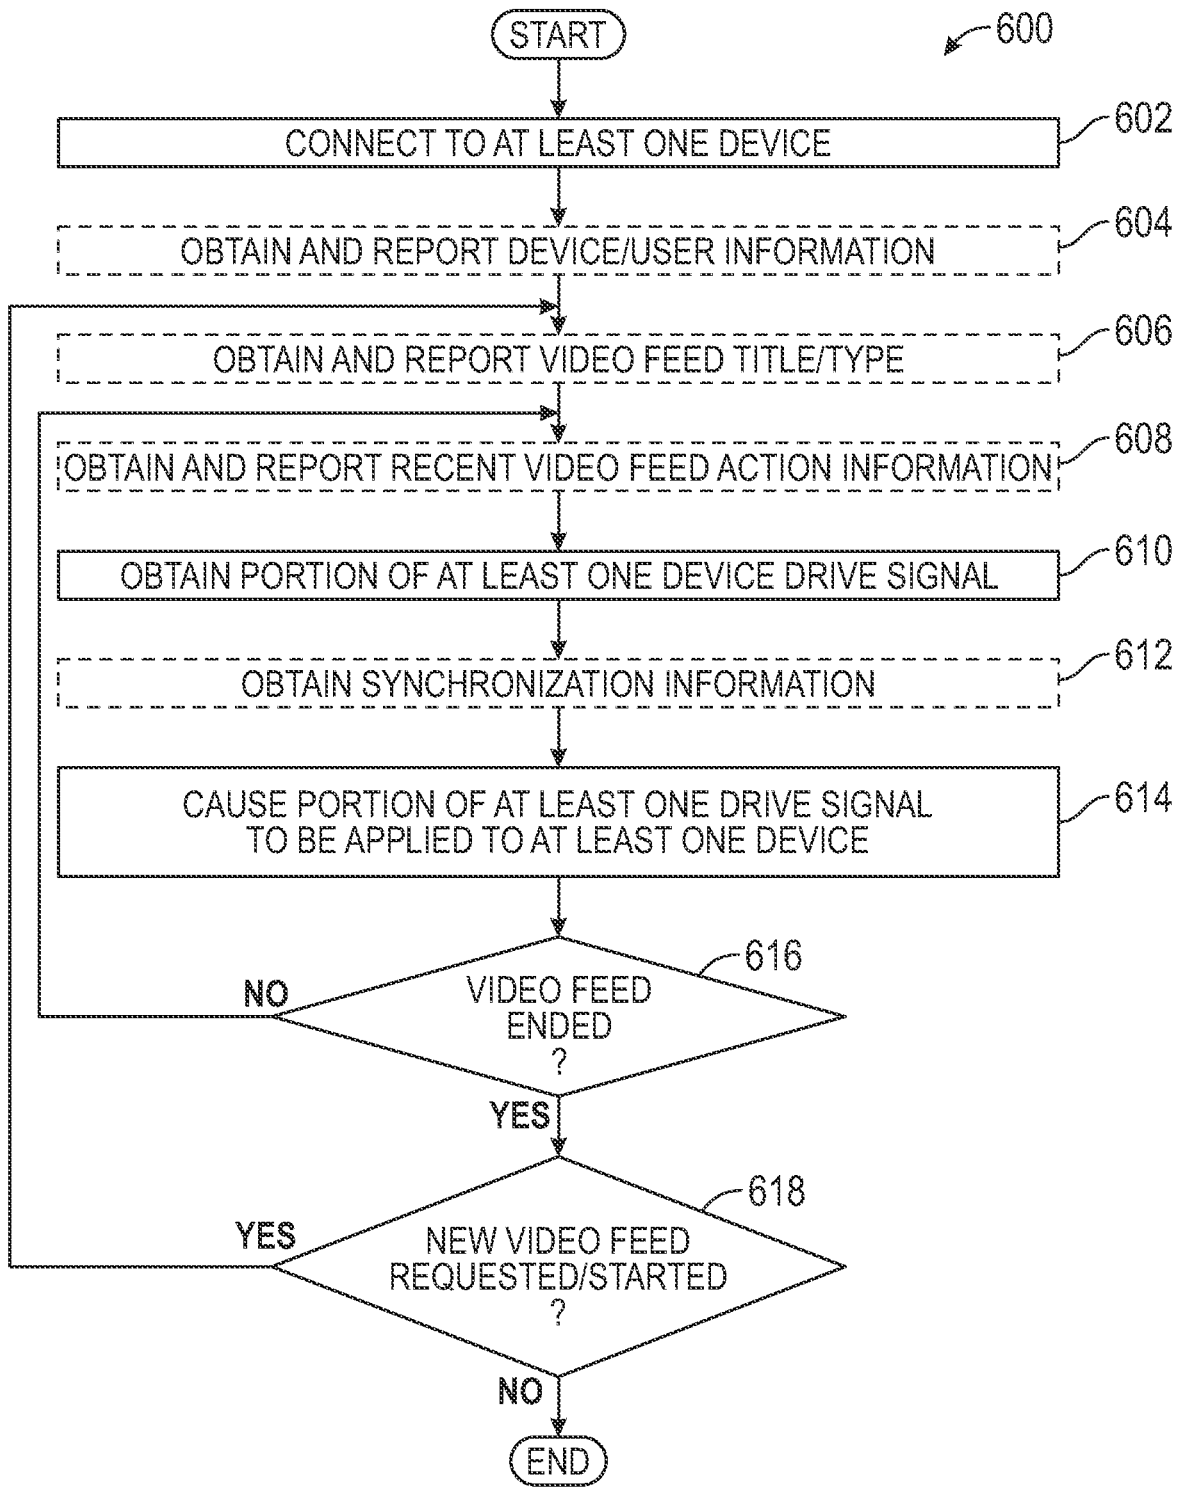 START
600
CONNECT TO AT LEAST ONE DEVICE
602
OBTAIN AND REPORT DEVICE/USER INFORMATION
604
OBTAIN AND REPORT VIDEO FEED TITLE/TYPE
606
OBTAIN AND REPORT RECENT VIDEO FEED ACTION INFORMATION
608
OBTAIN PORTION OF AT LEAST ONE DEVICE DRIVE SIGNAL
610
OBTAIN SYNCHRONIZATION INFORMATION
612
CAUSE PORTION OF AT LEAST ONE DRIVE SIGNAL
TO BE APPLIED TO AT LEAST ONE DEVICE
614
VIDEO FEED
ENDED
?
616
NO
YES
NEW VIDEO FEED
REQUESTED/STARTED
?
618
YES
NO
END